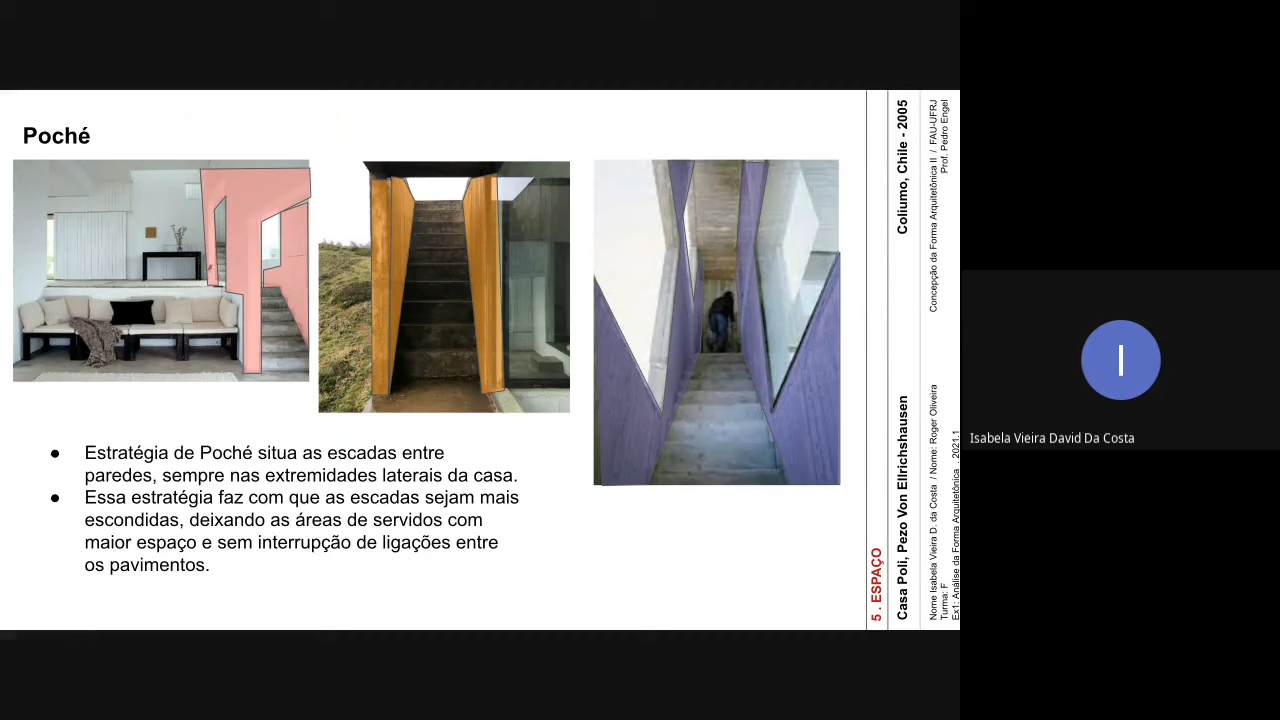 Poché
● Estratégia de Poché situa as escadas entre
paredes, sempre nas extremidades laterais da casa.
● Essa estratégia faz com que as escadas sejam mais
escondidas, deixando as áreas de servidos com
maior espaço e sem interrupção de ligações entre
os pavimentos.
5 . ESPAÇO
Casa Poli, Pezo Von Ellrichshausen
Coliumo, Chile - 2005
Nome Isabela Vieira D. da Costa / Nome: Roger Oliveira
Turma: F
Ex1: Análise da Forma Arquitetônica . 2021.1
Concepção da Forma Arquitetônica II / FAU-UFRJ
Prof. Pedro Engel
I
Isabela Vieira David Da Costa